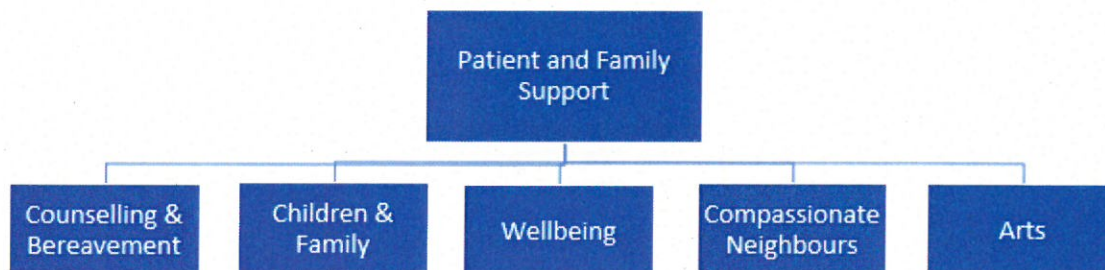 Patient and Family
Support
Counselling &
Bereavement
Children &
Family
Wellbeing
Compassionate
Neighbours
Arts